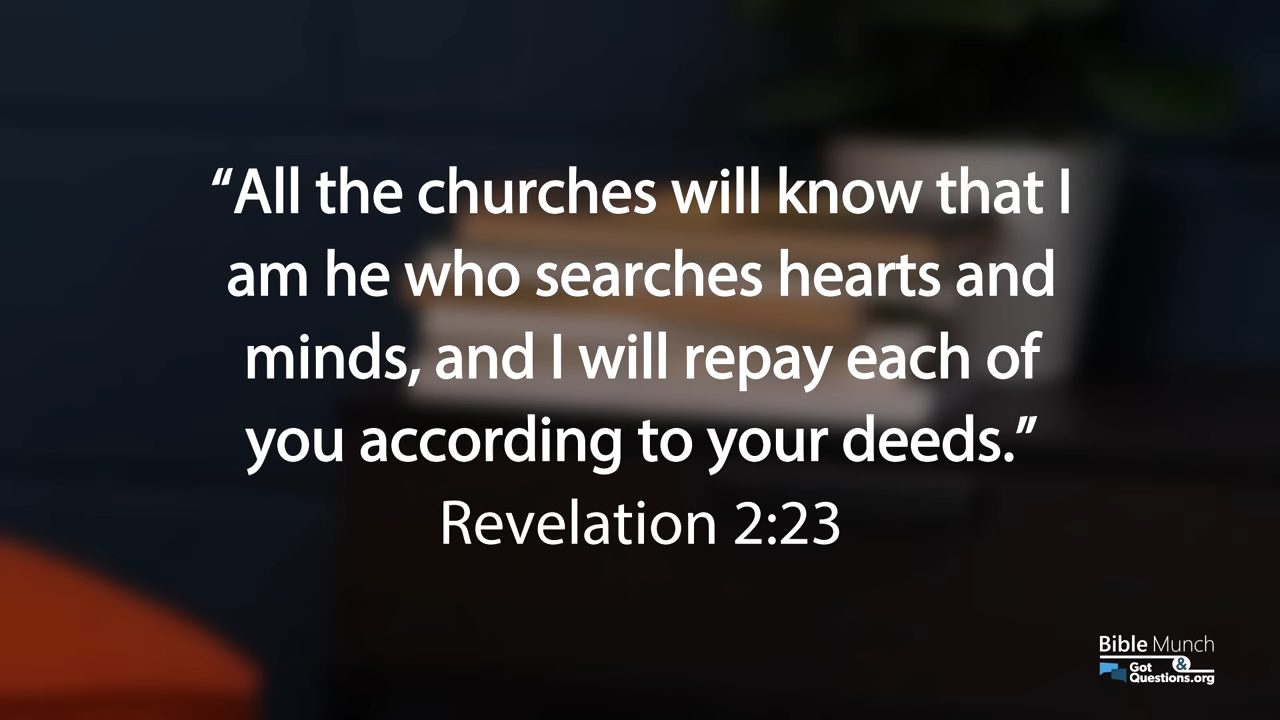 “All the churches will know that I
am he who searches hearts and
minds, and I will repay each of
you according to your deeds.”
Revelation 2:23
Bible Munch
&
Got
Questions.org